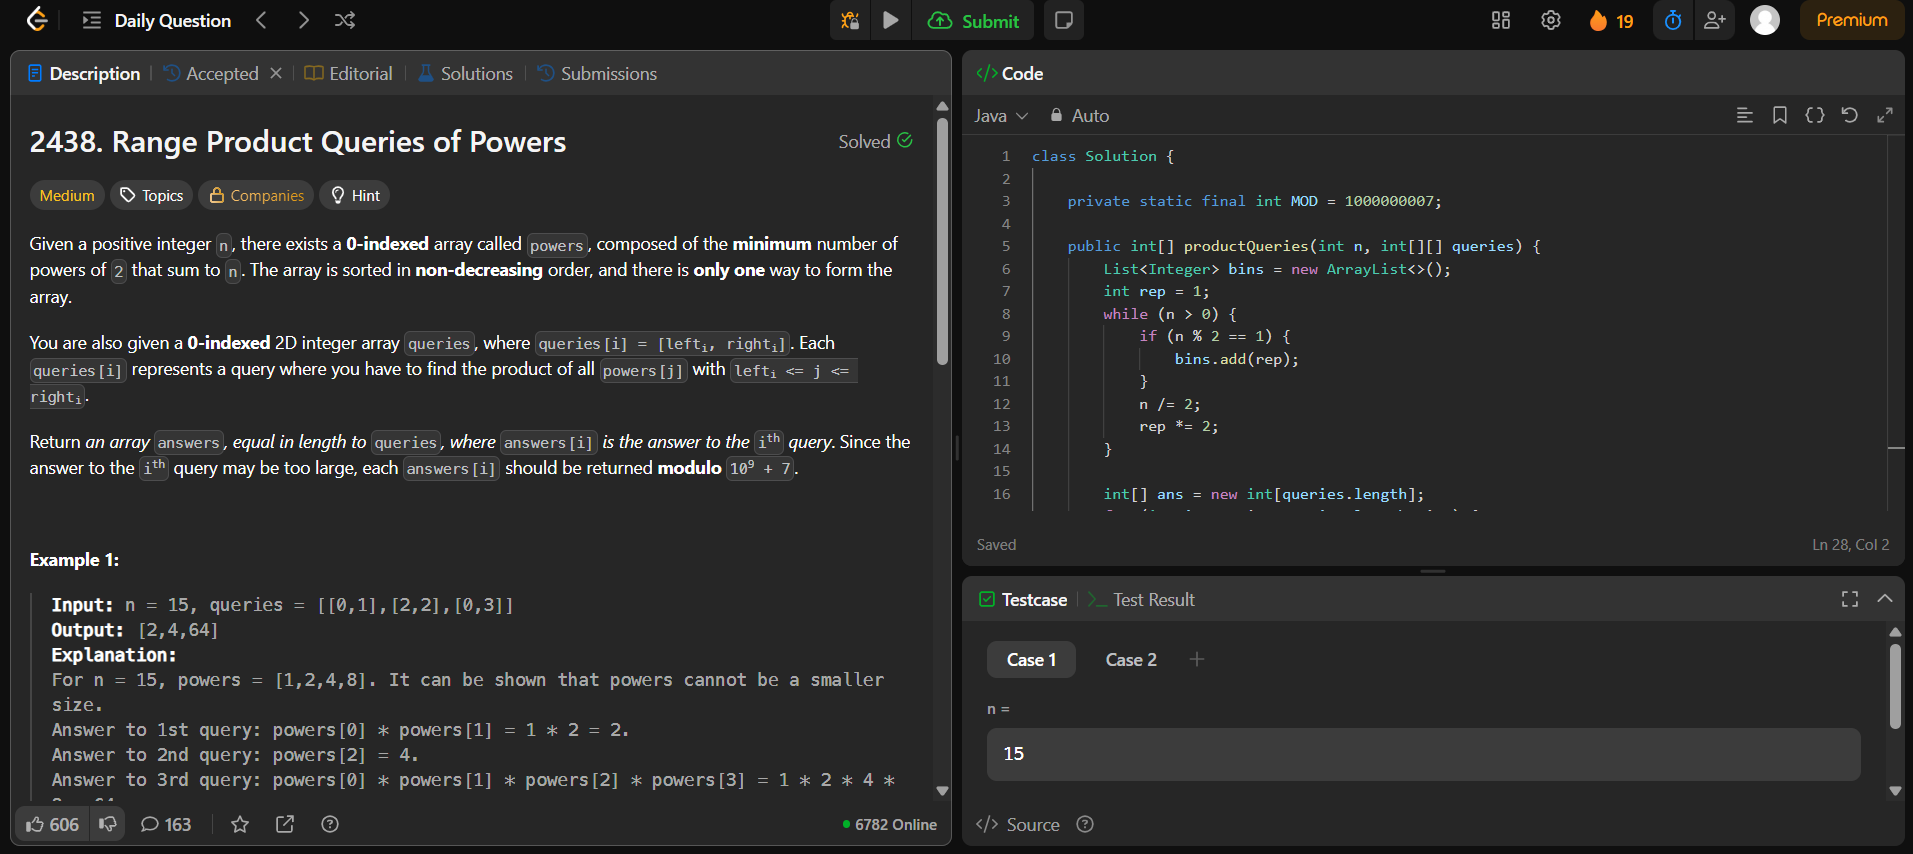 Daily Question
Submit
19
Premium
Description
Accepted
Editorial
Solutions
Submissions
2438. Range Product Queries of Powers
Solved
Medium
Topics
Companies
Hint
Given a positive integer n, there exists a 0-indexed array called powers, composed of the minimum number of
powers of 2 that sum to n. The array is sorted in non-decreasing order, and there is only one way to form the
array.
You are also given a 0-indexed 2D integer array queries, where queries[i] = [lefti, righti]. Each
queries[i] represents a query where you have to find the product of all powers[j] with lefti <= j <=
righti.
Return an array answers, equal in length to queries, where answers[i] is the answer to the ith query. Since the
answer to the ith query may be too large, each answers[i] should be returned modulo 10^9 + 7.
Example 1:
Input: n = 15, queries = [[0,1],[2,2],[0,3]]
Output: [2,4,64]
Explanation:
For n = 15, powers = [1,2,4,8]. It can be shown that powers cannot be a smaller
size.
Answer to 1st query: powers[0] * powers[1] = 1 * 2 = 2.
Answer to 2nd query: powers[2] = 4.
Answer to 3rd query: powers[0] * powers[1] * powers[2] * powers[3] = 1 * 2 * 4 *
606
163
6782 Online
</> Code
Java
Auto
1 class Solution {
2
3 private static final int MOD = 1000000007;
4
5 public int[] productQueries(int n, int[][] queries) {
6 List<Integer> bins = new ArrayList<>();
7 int rep = 1;
8 while (n > 0) {
9 if (n % 2 == 1) {
10 bins.add(rep);
11 }
12 n /= 2;
13 rep *= 2;
14 }
15
16 int[] ans = new int[queries.length];
Saved
Ln 28, Col 2
Testcase
Test Result
Case 1
Case 2
n =
15
</> Source